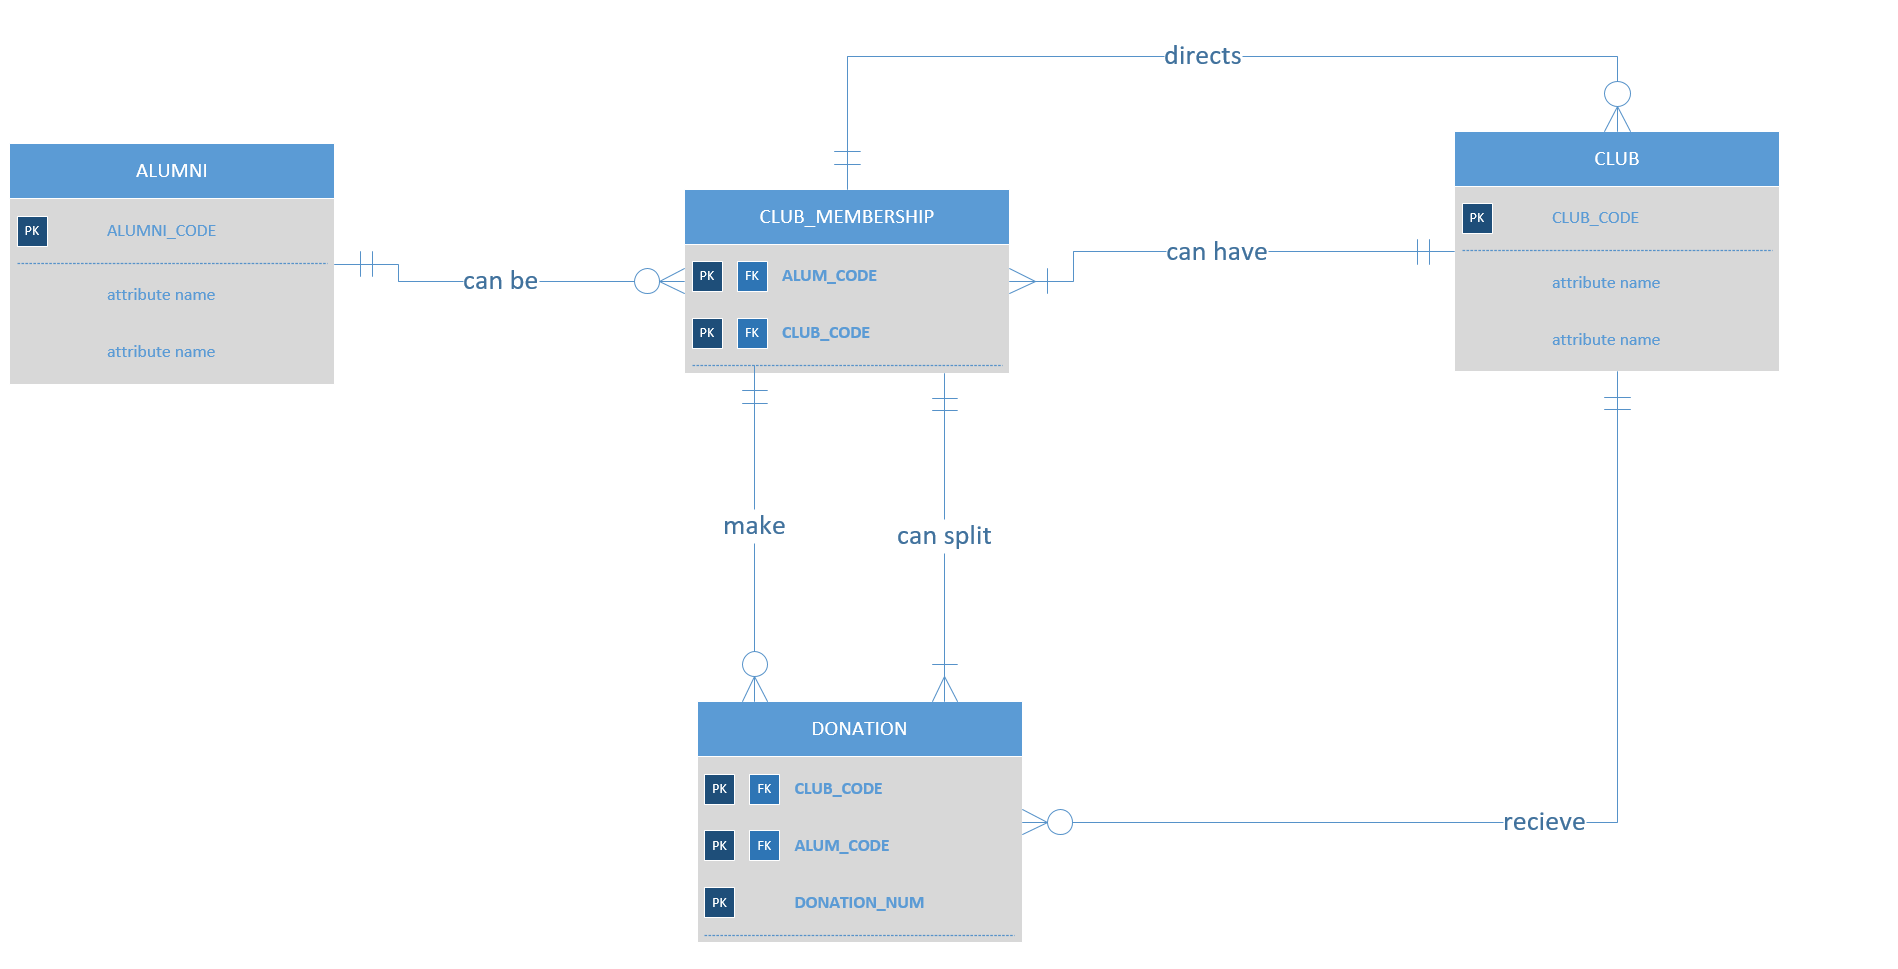 directs
ALUMNI
PK ALUMNI_CODE
attribute name
attribute name
can be
CLUB_MEMBERSHIP
PK FK ALUM_CODE
PK FK CLUB_CODE
can have
CLUB
PK CLUB_CODE
attribute name
attribute name
make
can split
DONATION
PK FK CLUB_CODE
PK FK ALUM_CODE
PK DONATION_NUM
recieve